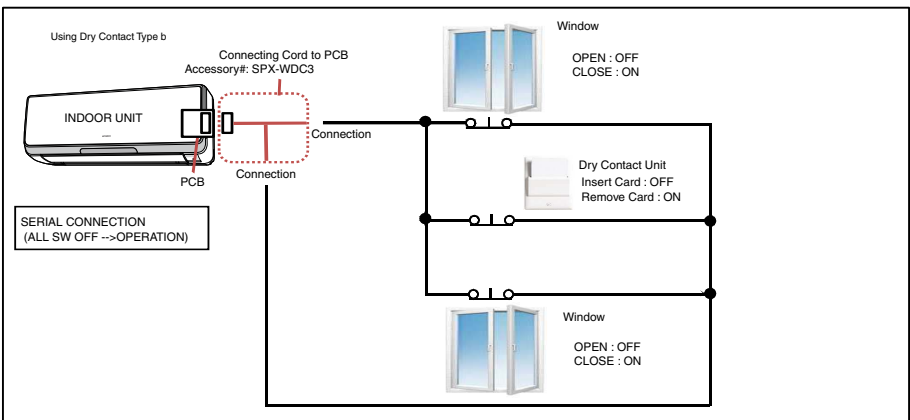 Using Dry Contact Type b
Connecting Cord to PCB
Accessory#: SPX-WDC3
INDOOR UNIT
PCB
Connection
Connection
SERIAL CONNECTION
(ALL SW OFF -->OPERATION)
Window
OPEN : OFF
CLOSE : ON
Dry Contact Unit
Insert Card : OFF
Remove Card : ON
Window
OPEN : OFF
CLOSE : ON